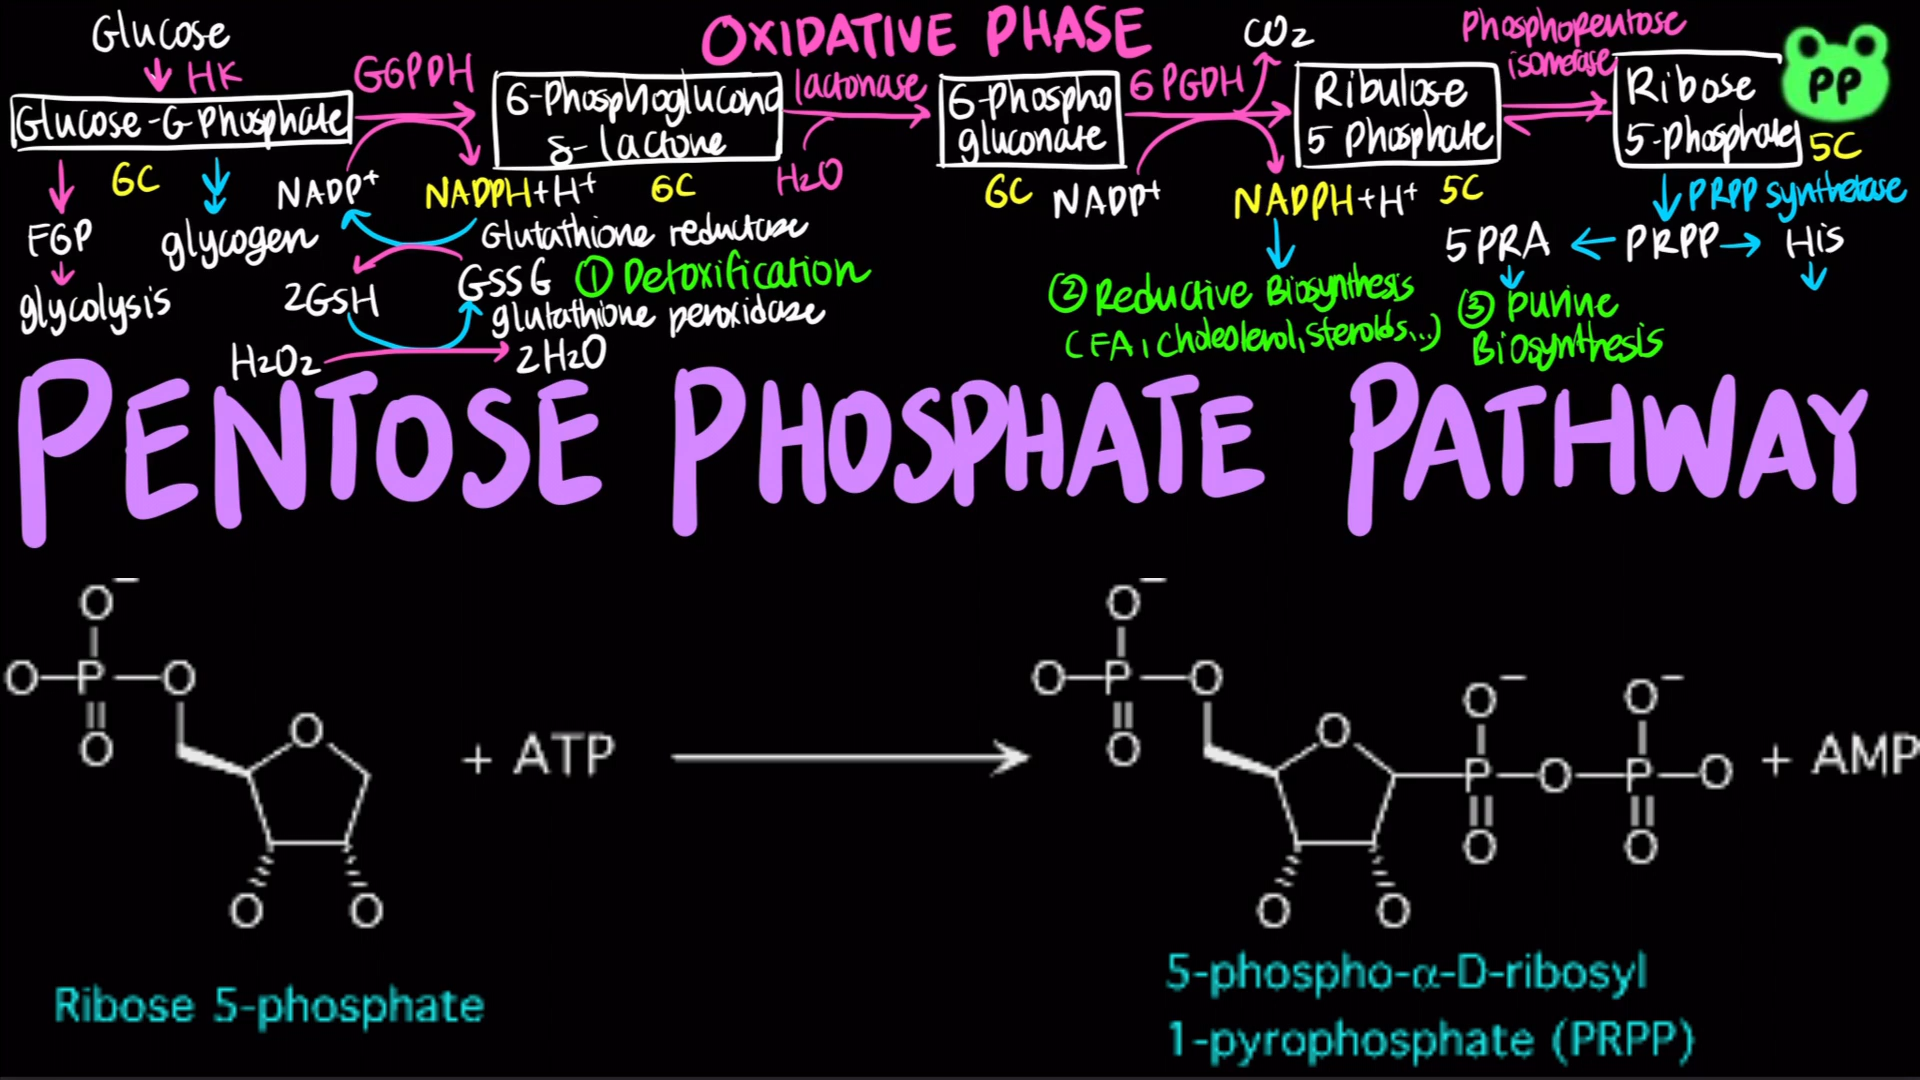 Glucose
HK
Glucose-6-Phosphate
6C
F6P
glycolysis
glycogen
OXIDATIVE PHASE
G6PDH
NADP+
NADPH+H+
6-Phosphoglucono
δ-lactone
6C
Glutathione reductase
2GSH
GSSG
① Detoxification
glutathione peroxidase
H2O2
2H2O
lactonase
H2O
6-phospho
gluconate
6C
6PGDH
CO2
NADP+
NADPH+H+
② Reductive Biosynthesis
(FA, cholesterol, steroids...)
Ribulose
5 Phosphate
5C
Phosphopentose
isomerase
Ribose
5-phosphate
5C
PP
PRPP synthetase
5PRA
PRPP
His
③ Purine
Biosynthesis
PENTOSE PHOSPHATE PATHWAY
O-
O P O
O
O
O O
+ ATP
Ribose 5-phosphate
O-
O P O
O
O
O O
O- O-
P O P O
O O
+ AMP
5-phospho-α-D-ribosyl
1-pyrophosphate (PRPP)